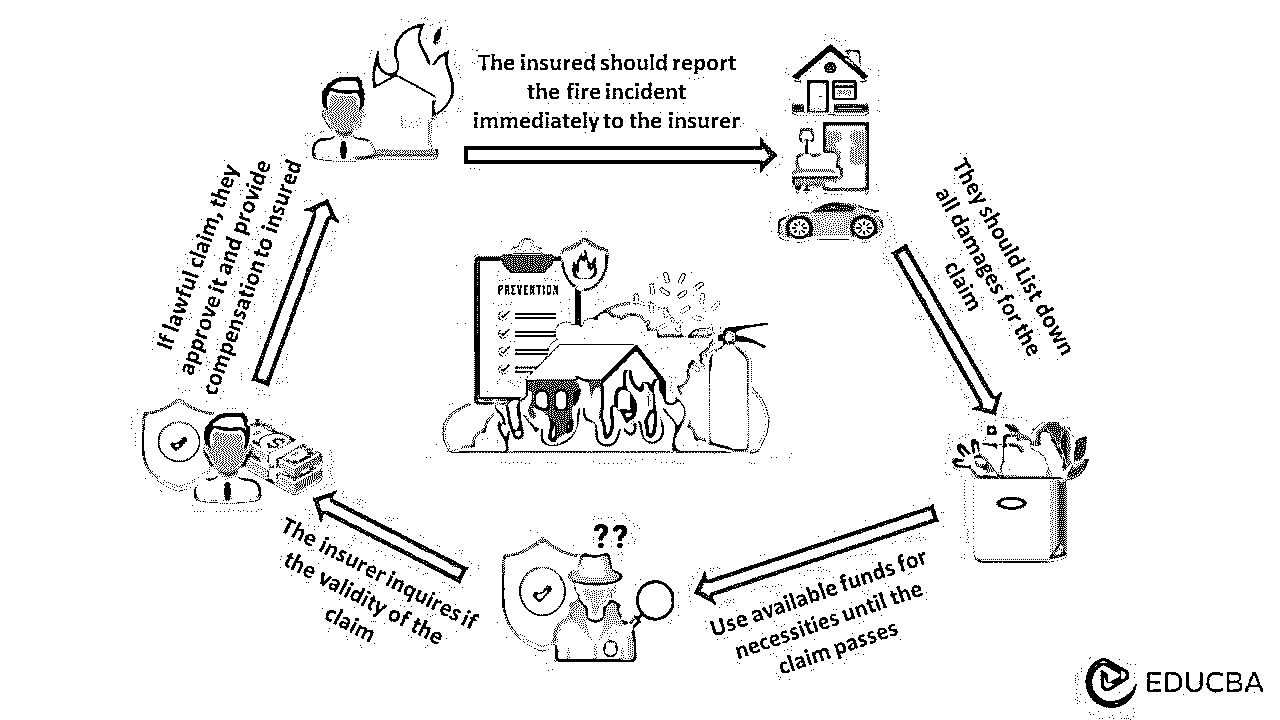 The insured should report
the fire incident
immediately to the insurer
They should List down
all damages for the
claim
Use available funds for
necessities until the
claim passes
??
The insurer inquires if
the validity of the
claim
If lawful claim, they
approve it and provide
compensation to insured
PREVENTION
EDUCBA